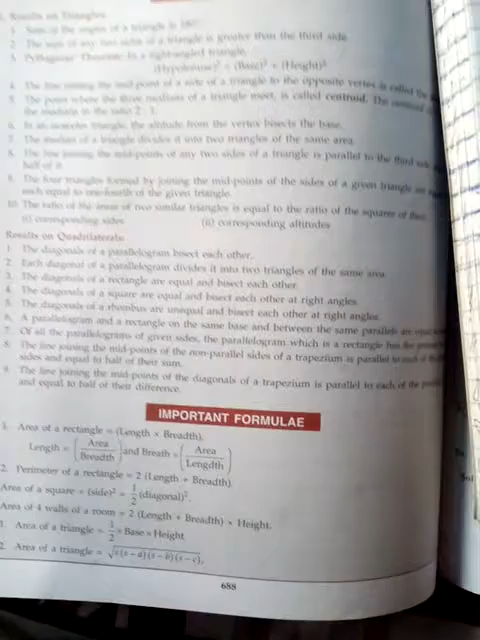 Results on Triangles
1. Sum of the angles of a triangle is 180°
2. The sum of any two sides of a triangle is greater than the third side.
3. Pythagoras Theorem: In a right-angled triangle,
(Hypotenuse)² = (Base)² + (Height)²
4. The line joining the mid-point of a side of a triangle to the opposite vertex is called the
5. The point where the three medians of a triangle meet, is called centroid. The centroid
the medians in the ratio 2 : 1.
6. In an isosceles triangle, the altitude from the vertex bisects the base.
7. The median of a triangle divides it into two triangles of the same area.
8. The line joining the mid-points of any two sides of a triangle is parallel to the third side
half of it.
9. The four triangles formed by joining the mid-points of the sides of a given triangle are
each equal to one-fourth of the given triangle.
10. The ratio of the areas of two similar triangles is equal to the ratio of the squares of their
(i) corresponding sides (ii) corresponding altitudes
Results on Quadrilaterals
1. The diagonals of a parallelogram bisect each other.
2. Each diagonal of a parallelogram divides it into two triangles of the same area.
3. The diagonals of a rectangle are equal and bisect each other.
4. The diagonals of a square are equal and bisect each other at right angles.
5. The diagonals of a rhombus are unequal and bisect each other at right angles.
6. A parallelogram and a rectangle on the same base and between the same parallels are
7. Of all the parallelograms of given sides, the parallelogram which is a rectangle has the
8. The line joining the mid-points of the non-parallel sides of a trapezium is parallel to each of the
sides and equal to half of their sum.
9. The line joining the mid-points of the diagonals of a trapezium is parallel to each of the
and equal to half of their difference.
IMPORTANT FORMULAE
1. Area of a rectangle = (Length × Breadth).
Length = (Area / Breadth) and Breath = (Area / Lengdth)
2. Perimeter of a rectangle = 2 (Length + Breadth)
Area of a square = (side)² = 1/2 (diagonal)².
Area of 4 walls of a room = 2 (Length + Breadth) × Height.
1. Area of a triangle = 1/2 × Base × Height
2. Area of a triangle = √s(s – a)(s – b)(s – c),
688